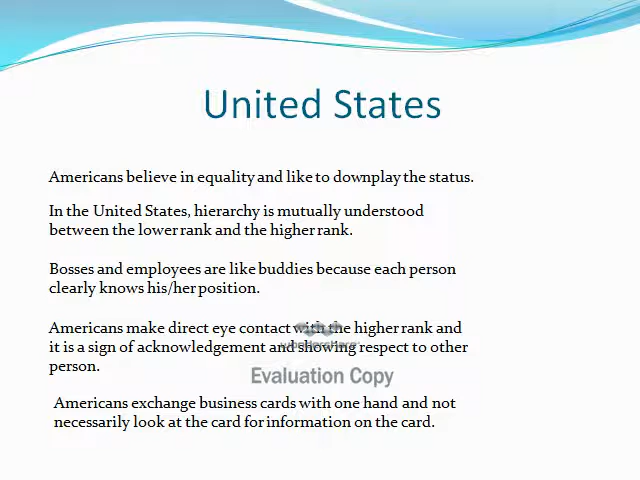 United States
Americans believe in equality and like to downplay the status.
In the United States, hierarchy is mutually understood
between the lower rank and the higher rank.
Bosses and employees are like buddies because each person
clearly knows his/her position.
Americans make direct eye contact with the higher rank and
it is a sign of acknowledgement and showing respect to other
person.
wondershare
Evaluation Copy
Americans exchange business cards with one hand and not
necessarily look at the card for information on the card.